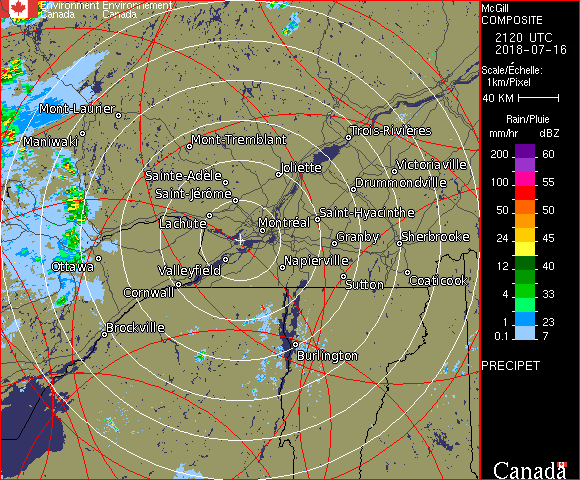 Environment Environnement
Canada Canada
McGill
COMPOSITE
2120 UTC
2018-07-16
Scale/Échelle:
1km/Pixel
40 KM
Rain/Pluie
mm/hr dBZ
200 60
150 57
100 55
50 50
24 45
12 40
4 33
1 23
0.1 7
PRECIPET
Canada
Mont-Laurier
Maniwaki
Mont-Tremblant
Trois-Rivières
Victoriaville
Joliette
Sainte-Adèle
Drummondville
Saint-Jérôme
Saint-Hyacinthe
Lachute
Montréal
Granby
Sherbrooke
Ottawa
Valleyfield
Napierville
Sutton
Coaticook
Cornwall
Brockville
Burlington